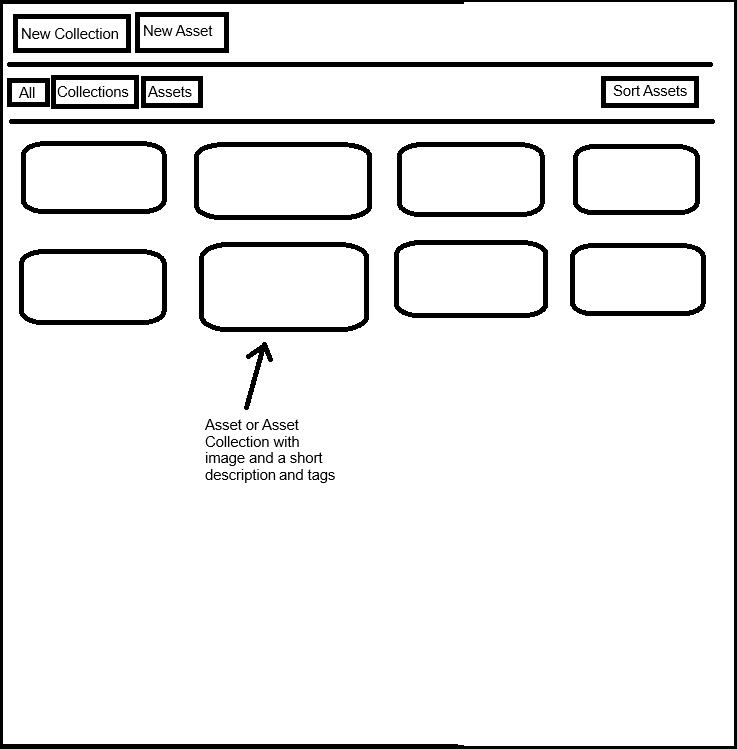 New Collection
New Asset
All
Collections
Assets
Sort Assets
Asset or Asset
Collection with
image and a short
description and tags